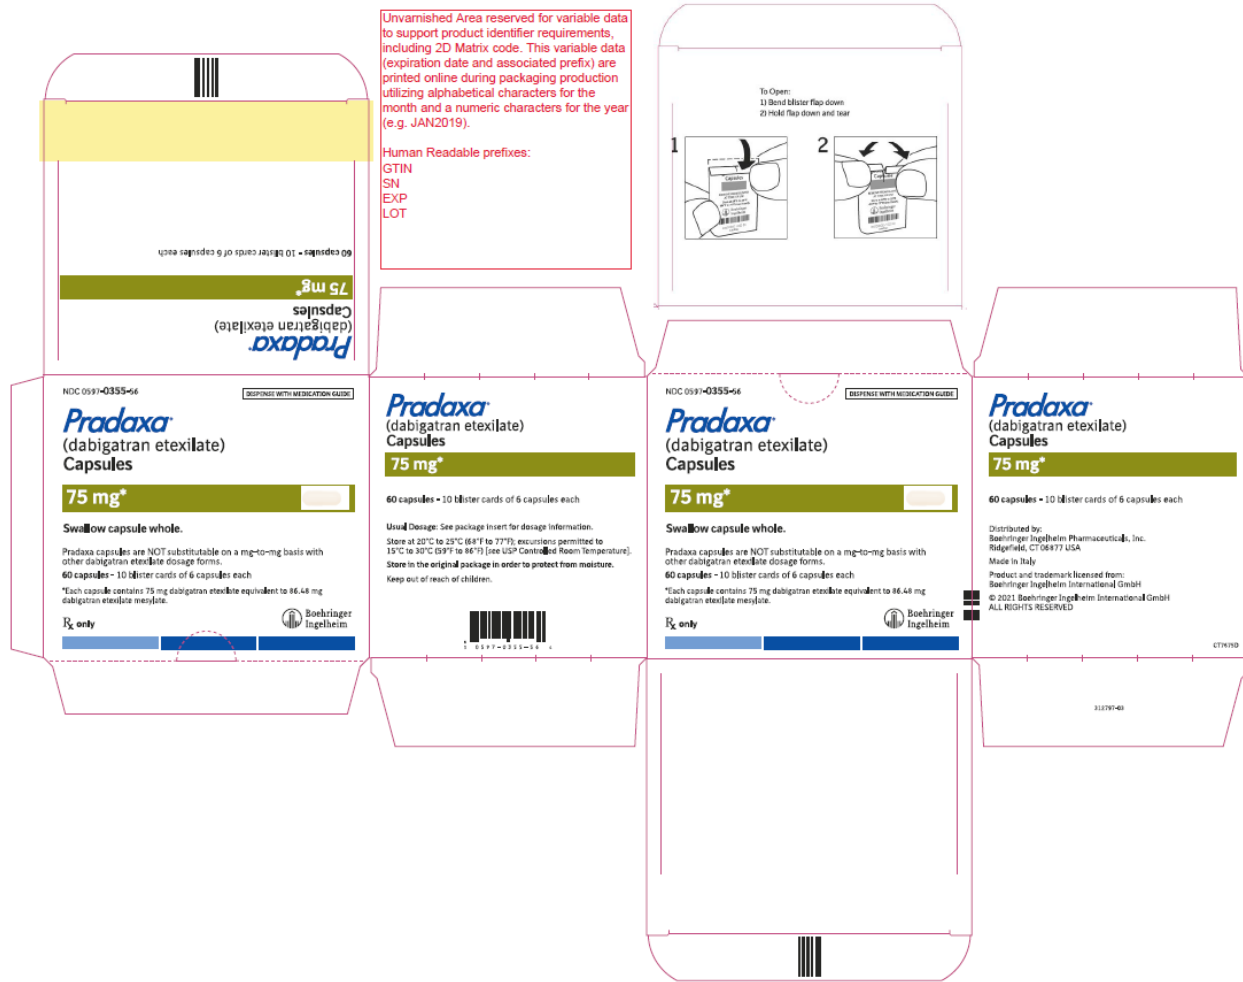 Unvarnished Area reserved for variable data
to support product identifier requirements,
including 2D Matrix code. This variable data
(expiration date and associated prefix) are
printed online during packaging production
utilizing alphabetical characters for the
month and a numeric characters for the year
(e.g. JAN2019).
Human Readable prefixes:
GTIN
SN
EXP
LOT
To Open:
1) Bend blister flap down
2) Hold flap down and tear
1
2
Capsules
Boehringer
Ingelheim
Capsules
Boehringer
Ingelheim
60 capsules - 10 blister cards of 6 capsules each
75 mg*
Capsules
(dabigatran etexilate)
Pradaxa®
NDC 0597-0355-56
DISPENSE WITH MEDICATION GUIDE
Pradaxa®
(dabigatran etexilate)
Capsules
75 mg*
Swallow capsule whole.
Pradaxa capsules are NOT substitutable on a mg-to-mg basis with
other dabigatran etexilate dosage forms.
60 capsules - 10 blister cards of 6 capsules each
*Each capsule contains 75 mg dabigatran etexilate equivalent to 86.48 mg
dabigatran etexilate mesylate.
Rx only
Boehringer
Ingelheim
Pradaxa®
(dabigatran etexilate)
Capsules
75 mg*
60 capsules - 10 blister cards of 6 capsules each
Usual Dosage: See package insert for dosage information.
Store at 20°C to 25°C (68°F to 77°F); excursions permitted to
15°C to 30°C (59°F to 86°F) [see USP Controlled Room Temperature].
Store in the original package in order to protect from moisture.
Keep out of reach of children.
0597-0355-56
NDC 0597-0355-56
DISPENSE WITH MEDICATION GUIDE
Pradaxa®
(dabigatran etexilate)
Capsules
75 mg*
Swallow capsule whole.
Pradaxa capsules are NOT substitutable on a mg-to-mg basis with
other dabigatran etexilate dosage forms.
60 capsules - 10 blister cards of 6 capsules each
*Each capsule contains 75 mg dabigatran etexilate equivalent to 86.48 mg
dabigatran etexilate mesylate.
Rx only
Boehringer
Ingelheim
Pradaxa®
(dabigatran etexilate)
Capsules
75 mg*
60 capsules - 10 blister cards of 6 capsules each
Distributed by:
Boehringer Ingelheim Pharmaceuticals, Inc.
Ridgefield, CT 06877 USA
Made in Italy
Product and trademark licensed from:
Boehringer Ingelheim International GmbH
© 2021 Boehringer Ingelheim International GmbH
ALL RIGHTS RESERVED